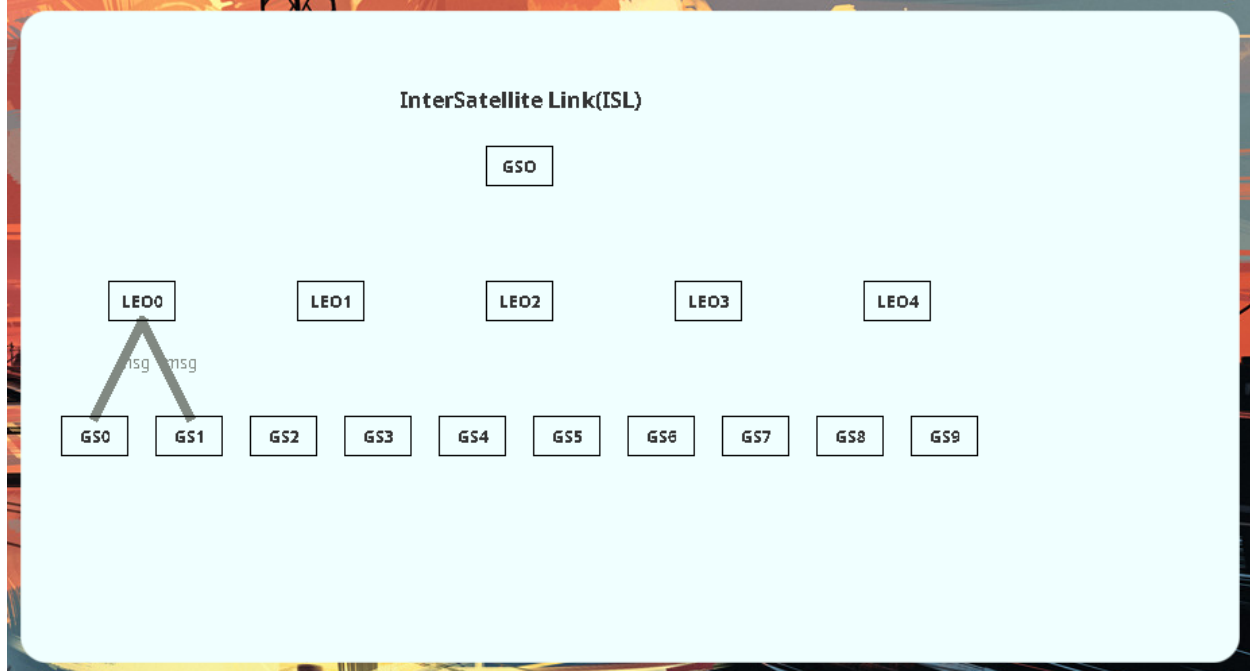 InterSatellite Link(ISL)
GSO
LEO0 LEO1 LEO2 LEO3 LEO4
msg
GS0 GS1 GS2 GS3 GS4 GS5 GS6 GS7 GS8 GS9